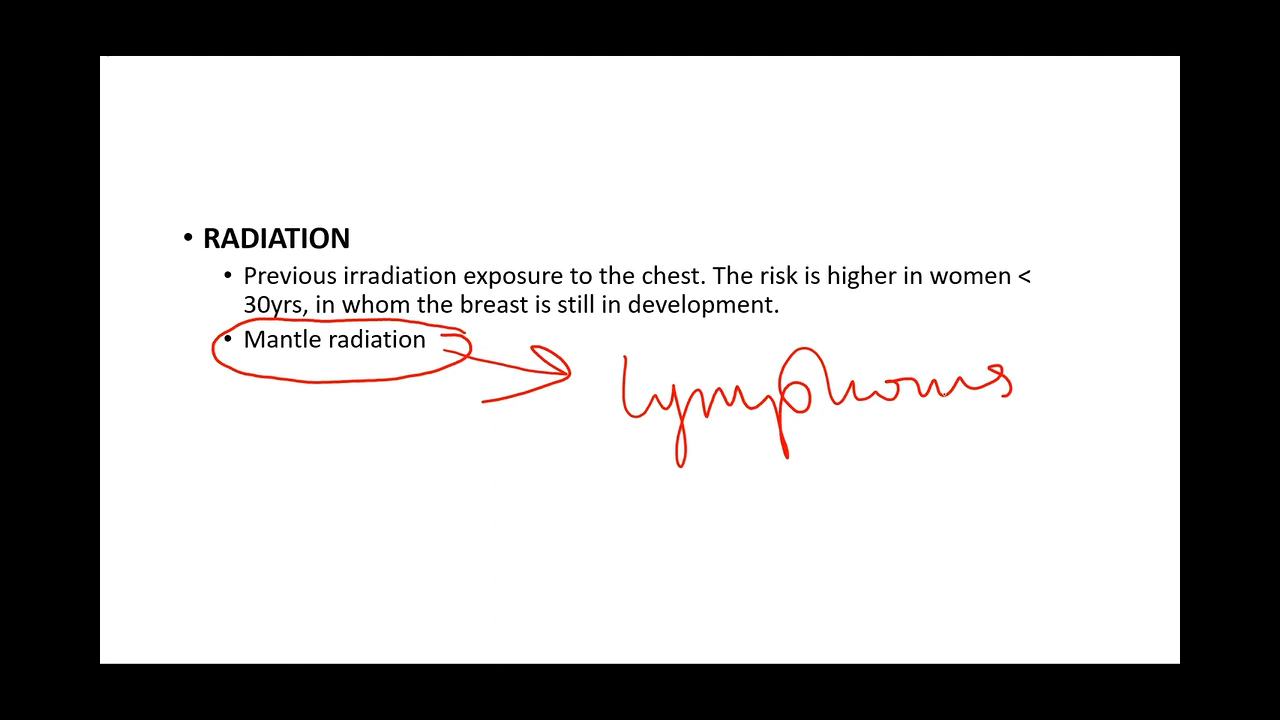 • RADIATION
• Previous irradiation exposure to the chest. The risk is higher in women <
30yrs, in whom the breast is still in development.
• Mantle radiation
lymphomas